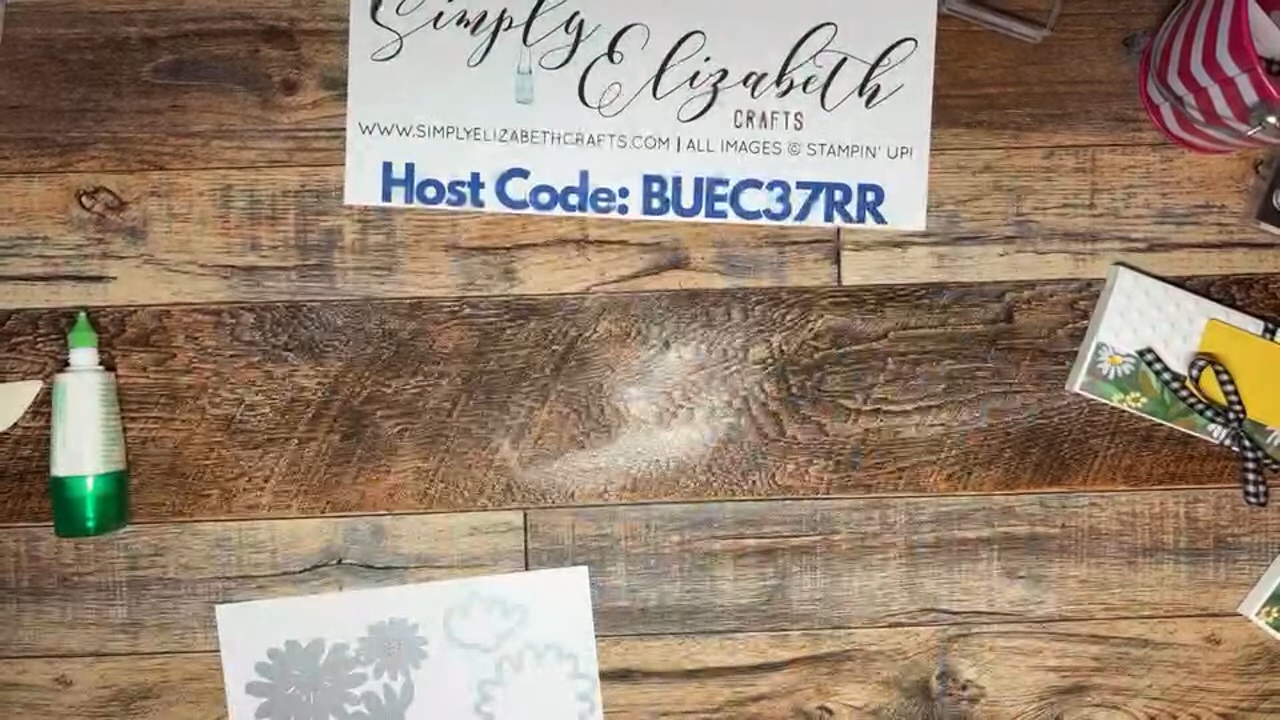 Simply
Elizabeth
CRAFTS
WWW.SIMPLYELIZABETHCRAFTS.COM | ALL IMAGES © STAMPIN' UP!
Host Code: BUEC37RR